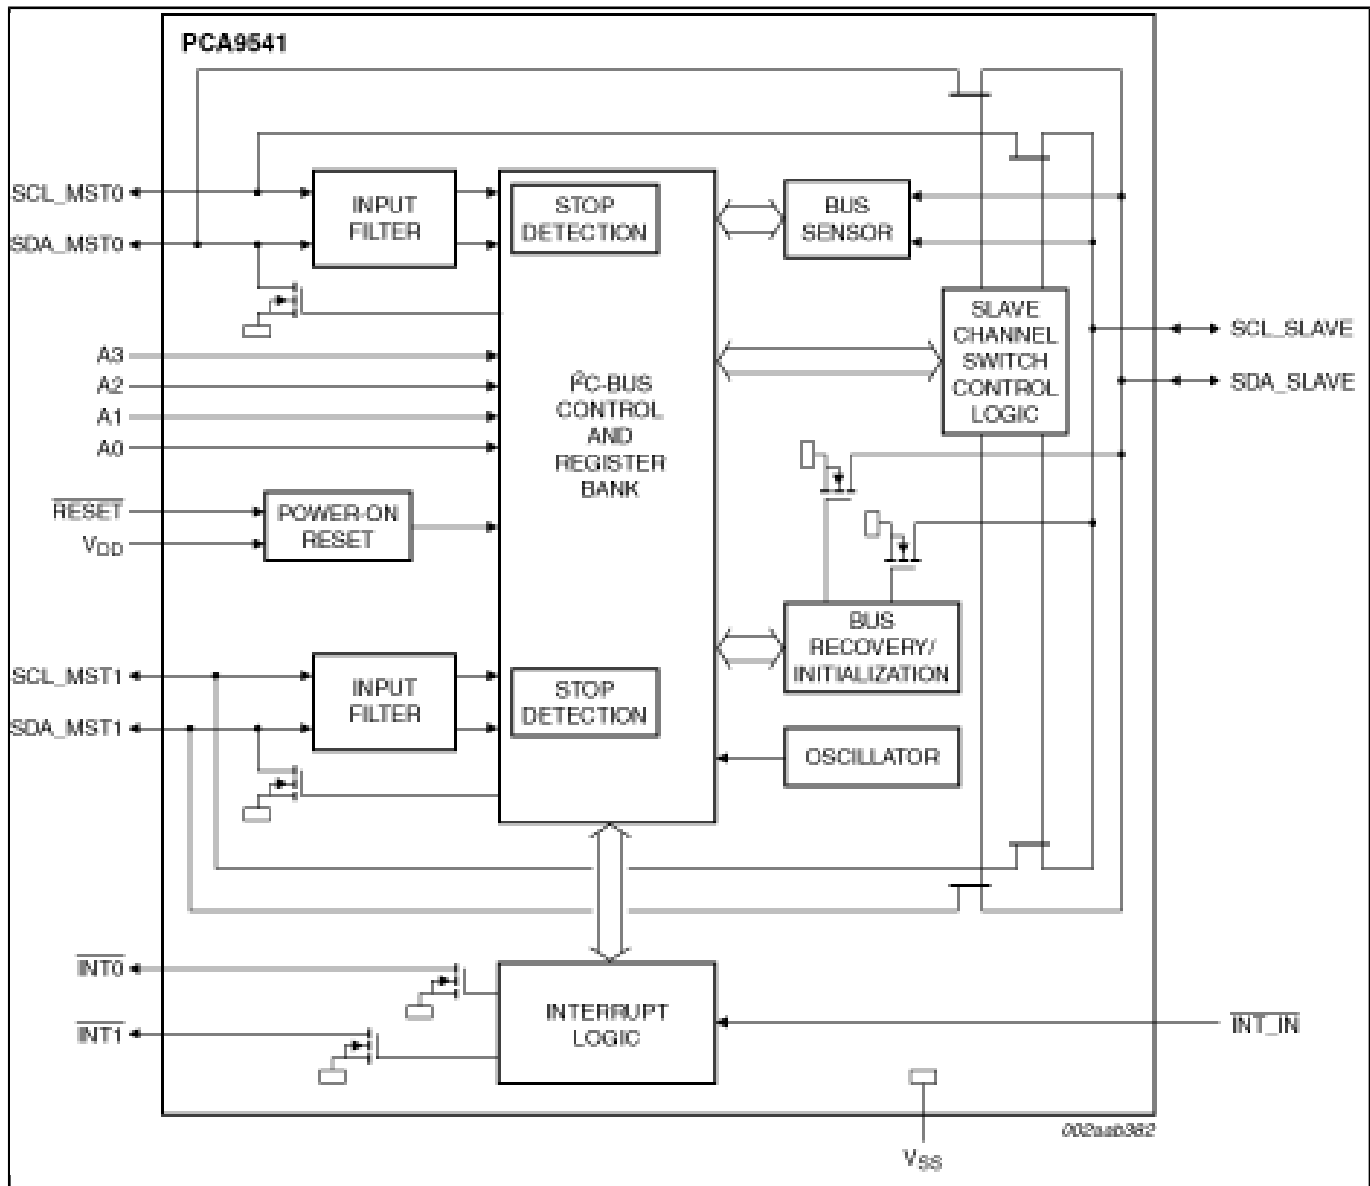 PCA9541
SCL_MST0
SDA_MST0
INPUT
FILTER
STOP
DETECTION
BUS
SENSOR
SLAVE
CHANNEL
SWITCH
CONTROL
LOGIC
SCL_SLAVE
SDA_SLAVE
A3
A2
A1
A0
I²C-BUS
CONTROL
AND
REGISTER
BANK
RESET
VDD
POWER-ON
RESET
SCL_MST1
SDA_MST1
INPUT
FILTER
STOP
DETECTION
BUS
RECOVERY/
INITIALIZATION
OSCILLATOR
INT0
INT1
INTERRUPT
LOGIC
INT_IN
VSS
002aab362